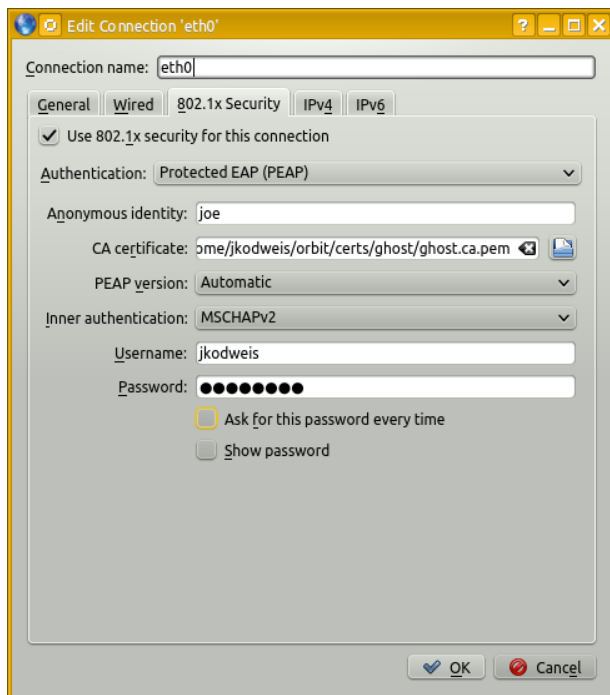 Edit Connection 'eth0'
Connection name: eth0
General Wired 802.1x Security IPv4 IPv6
Use 802.1x security for this connection
Authentication: Protected EAP (PEAP)
Anonymous identity: joe
CA certificate: ome/jkodweis/orbit/certs/ghost/ghost.ca.pem
PEAP version: Automatic
Inner authentication: MSCHAPv2
Username: jkodweis
Password: ●●●●●●●●
Ask for this password every time
Show password
OK Cancel